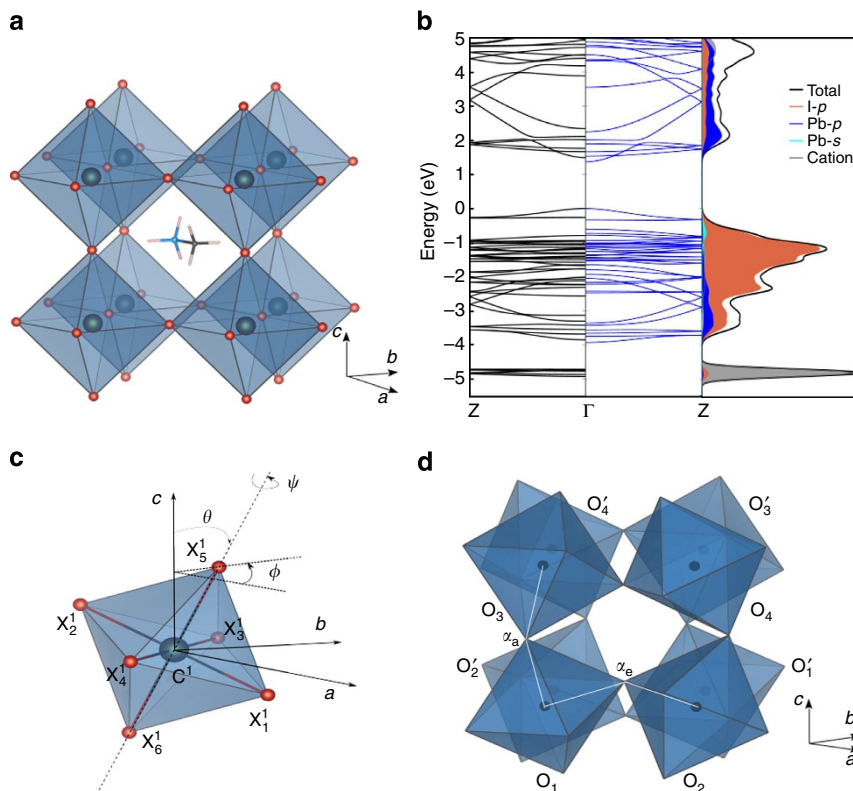 a
c
b
a
b
5
4
3
2
1
0
−1
−2
−3
−4
−5
Energy (eV)
Z
Γ
Z
Total
I-p
Pb-p
Pb-s
Cation
c
c
θ
ψ
ϕ
X₅¹
X₂¹
X₃¹
X₄¹
C¹
X₁¹
X₆¹
b
a
d
O₄′
O₃′
O₃
O₄
αₐ
O₂′
αₑ
O₁′
O₁
O₂
c
b
a